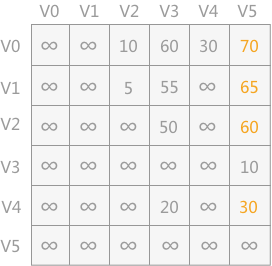 V0 V1 V2 V3 V4 V5
V0 ∞ ∞ 10 60 30 70
V1 ∞ ∞ 5 55 ∞ 65
V2 ∞ ∞ ∞ 50 ∞ 60
V3 ∞ ∞ ∞ ∞ ∞ 10
V4 ∞ ∞ ∞ 20 ∞ 30
V5 ∞ ∞ ∞ ∞ ∞ ∞